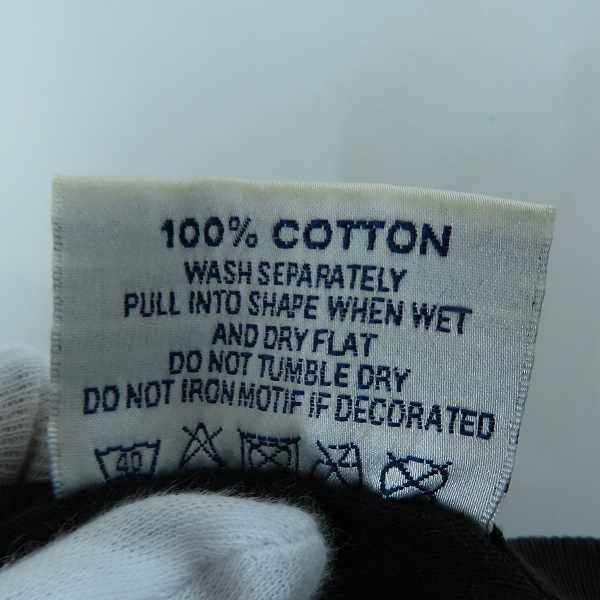 100% COTTON
WASH SEPARATELY
PULL INTO SHAPE WHEN WET
AND DRY FLAT
DO NOT TUMBLE DRY
DO NOT IRON MOTIF IF DECORATED
40